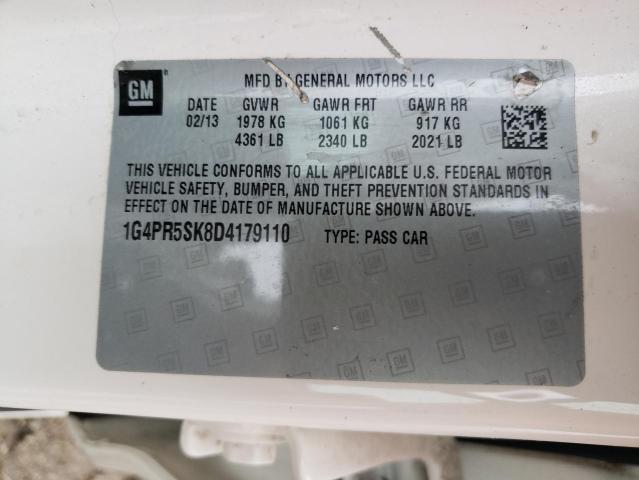 GM
MFD BY GENERAL MOTORS LLC
DATE GVWR GAWR FRT GAWR RR
02/13 1978 KG 1061 KG 917 KG
4361 LB 2340 LB 2021 LB
THIS VEHICLE CONFORMS TO ALL APPLICABLE U.S. FEDERAL MOTOR
VEHICLE SAFETY, BUMPER, AND THEFT PREVENTION STANDARDS IN
EFFECT ON THE DATE OF MANUFACTURE SHOWN ABOVE.
1G4PR5SK8D4179110 TYPE: PASS CAR